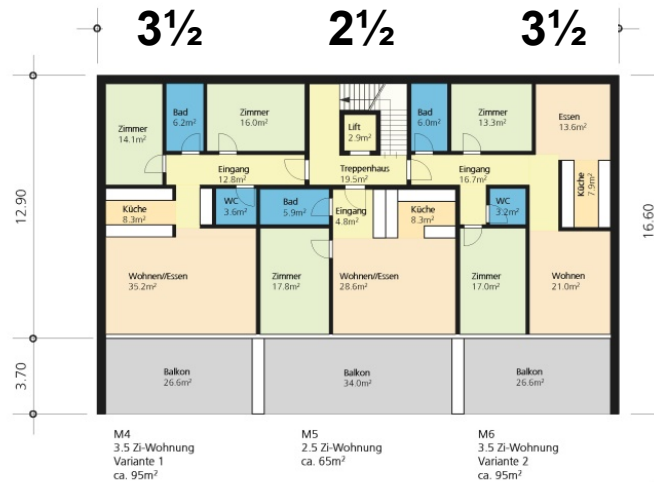 3½ 2½ 3½
Zimmer
14.1m²
Bad
6.2m²
Zimmer
16.0m²
Lift
2.9m²
Bad
6.0m²
Zimmer
13.3m²
Essen
13.6m²
Eingang
12.8m²
Treppenhaus
19.5m²
Eingang
16.7m²
Küche
7.9m²
Küche
8.3m²
WC
3.6m²
Bad
5.9m²
Eingang
4.8m²
Küche
8.3m²
WC
3.2m²
Wohnen//Essen
35.2m²
Zimmer
17.8m²
Wohnen//Essen
28.6m²
Zimmer
17.0m²
Wohnen
21.0m²
12.90
16.60
3.70
Balkon
26.6m²
Balkon
34.0m²
Balkon
26.6m²
M4
3.5 Zi-Wohnung
Variante 1
ca. 95m²
M5
2.5 Zi-Wohnung
ca. 65m²
M6
3.5 Zi-Wohnung
Variante 2
ca. 95m²